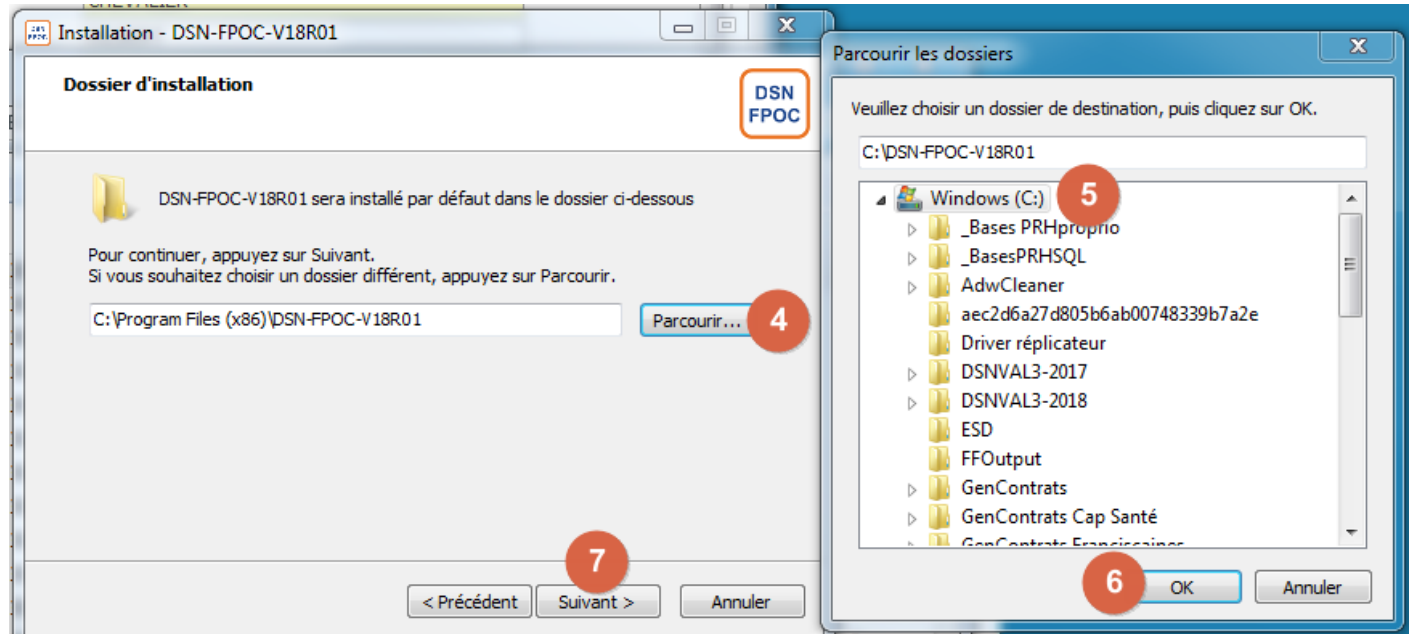 CHEVALIER
Installation - DSN-FPOC-V18R01
Dossier d'installation
DSN
FPOC
DSN-FPOC-V18R01 sera installé par défaut dans le dossier ci-dessous
Pour continuer, appuyez sur Suivant.
Si vous souhaitez choisir un dossier différent, appuyez sur Parcourir.
C:\Program Files (x86)\DSN-FPOC-V18R01
Parcourir...
4
7
< Précédent
Suivant >
Annuler
Parcourir les dossiers
Veuillez choisir un dossier de destination, puis cliquez sur OK.
C:\DSN-FPOC-V18R01
Windows (C:)
5
_Bases PRHproprio
_BasesPRHSQL
AdwCleaner
aec2d6a27d805b6ab00748339b7a2e
Driver réplicateur
DSNVAL3-2017
DSNVAL3-2018
ESD
FFOutput
GenContrats
GenContrats Cap Santé
GenContrats Franciscaines
6
OK
Annuler